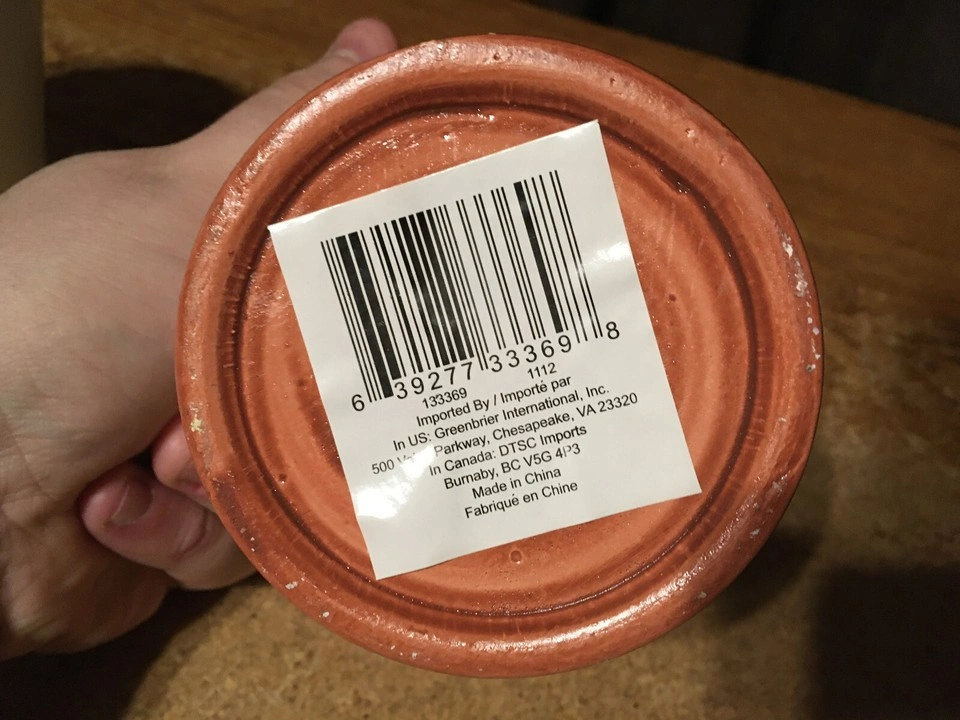 6 39277 33369 8
133369 1112
Imported By / Importé par
In US: Greenbrier International, Inc.
500 Parkway, Chesapeake, VA 23320
In Canada: DTSC Imports
Burnaby, BC V5G 4P3
Made in China
Fabriqué en Chine